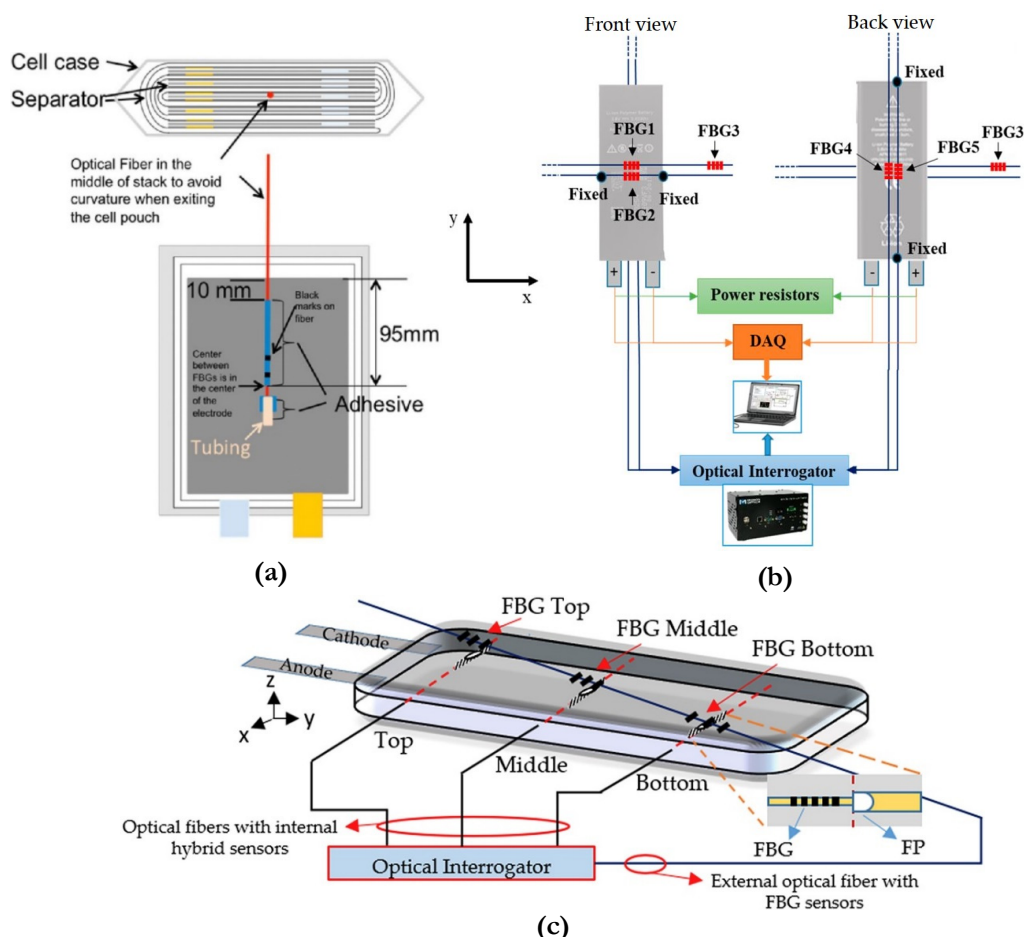 Cell case
Separator
Optical Fiber in the
middle of stack to avoid
curvature when exiting
the cell pouch
10 mm
Black
marks on
fiber
95mm
Center
between
FBGs is in
the center
of the
electrode
Adhesive
Tubing
(a)
Front view
Back view
Fixed
FBG1
FBG3
FBG4
FBG5
FBG3
Fixed
Fixed
FBG2
Fixed
y
x
+
-
-
+
Power resistors
DAQ
Optical Interrogator
(b)
FBG Top
FBG Middle
FBG Bottom
Cathode
Anode
z
y
x
Top
Middle
Bottom
Optical fibers with internal
hybrid sensors
FBG
FP
Optical Interrogator
External optical fiber with
FBG sensors
(c)